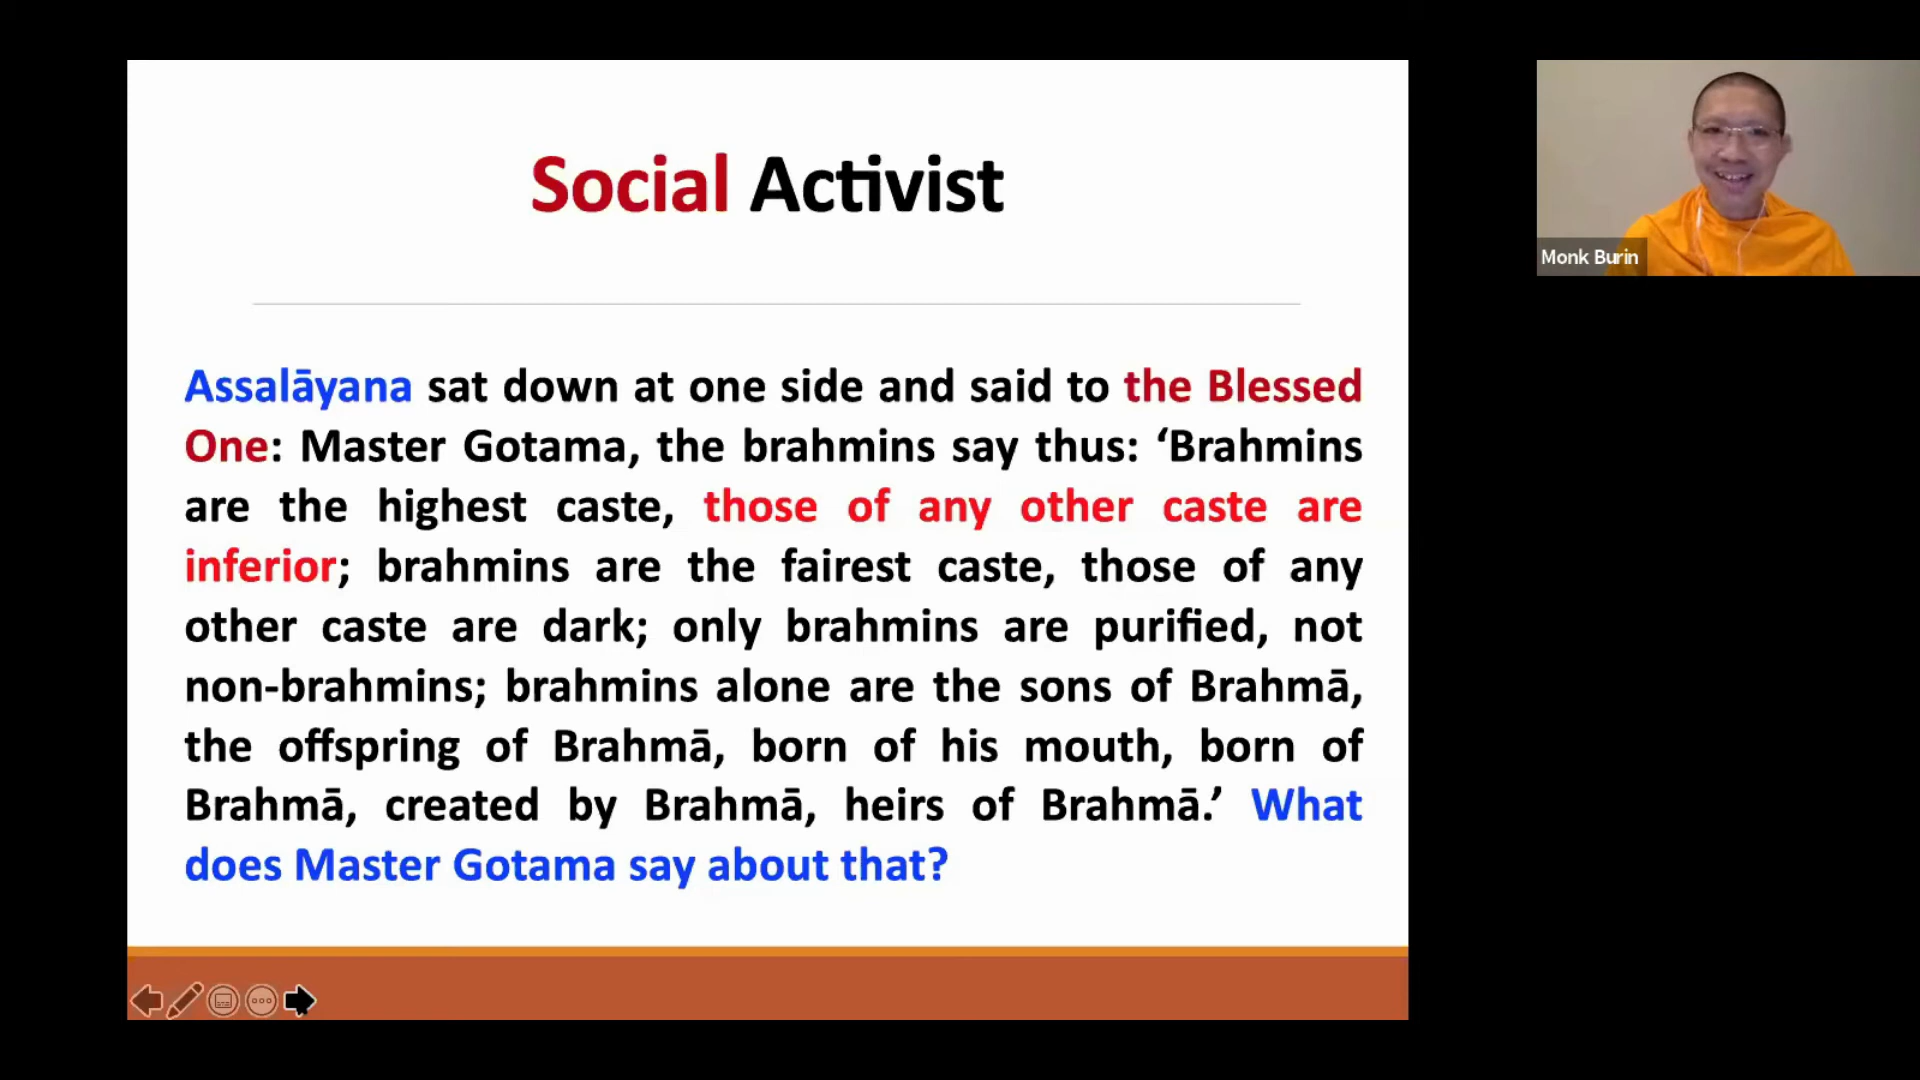 Social Activist
Monk Burin
Assalāyana sat down at one side and said to the Blessed
One: Master Gotama, the brahmins say thus: ‘Brahmins
are the highest caste, those of any other caste are
inferior; brahmins are the fairest caste, those of any
other caste are dark; only brahmins are purified, not
non-brahmins; brahmins alone are the sons of Brahmā,
the offspring of Brahmā, born of his mouth, born of
Brahmā, created by Brahmā, heirs of Brahmā.’ What
does Master Gotama say about that?